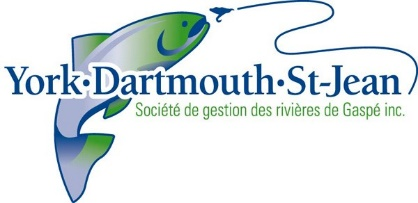 York·Dartmouth·St-Jean
Société de gestion des rivières de Gaspé inc.